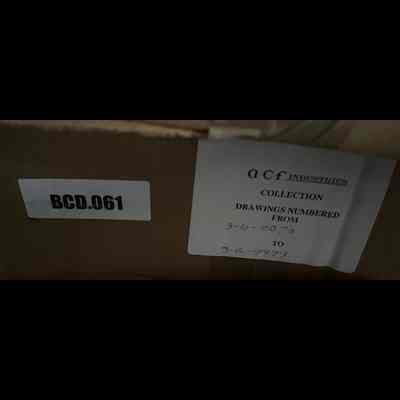 BCD.061
acf INDUSTRIES
COLLECTION
DRAWINGS NUMBERED
FROM
TO